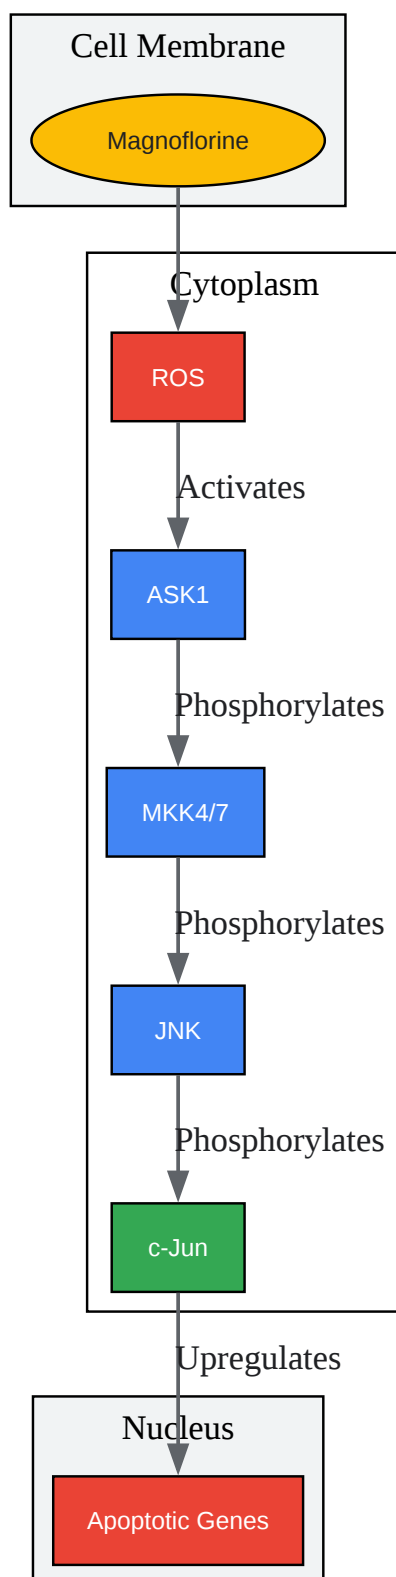 Cell Membrane
Magnoflorine
Cytoplasm
ROS
Activates
ASK1
Phosphorylates
MKK4/7
Phosphorylates
JNK
Phosphorylates
c-Jun
Upregulates
Nucleus
Apoptotic Genes